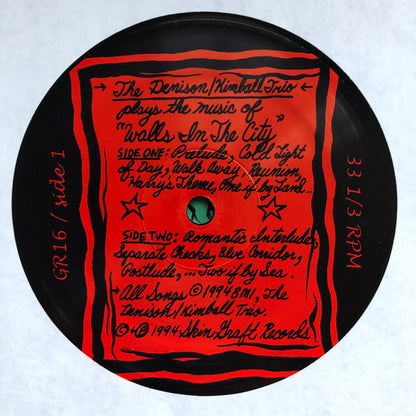 → The Denison/Kimball Trio ←
plays the music of
"Walls In The City"
SIDE ONE: Prelude, Cold Light
of Day, Walk Away, Reunion,
Harry's Theme, One if by Land...
SIDE TWO: Romantic Interlude,
Separate Checks, Blue Corridor,
Postlude, ...Two if by Sea.
→ All Songs © 1994 BMI, The
Denison/Kimball Trio.
© & ℗ 1994 Skin Graft Records
GR16 / side 1
33 1/3 RPM